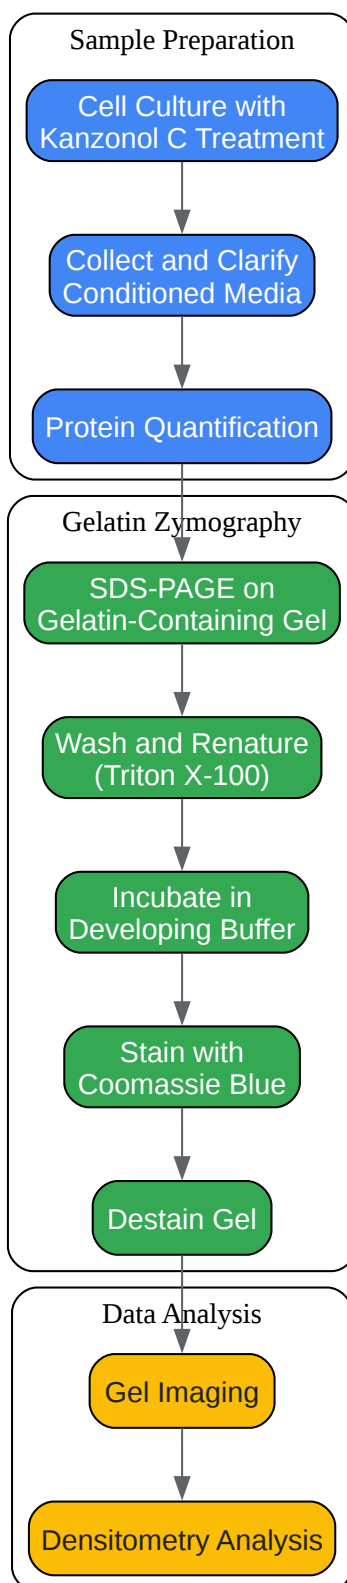 Sample Preparation
Cell Culture with
Kanzonol C Treatment
Collect and Clarify
Conditioned Media
Protein Quantification
Gelatin Zymography
SDS-PAGE on
Gelatin-Containing Gel
Wash and Renature
(Triton X-100)
Incubate in
Developing Buffer
Stain with
Coomassie Blue
Destain Gel
Data Analysis
Gel Imaging
Densitometry Analysis